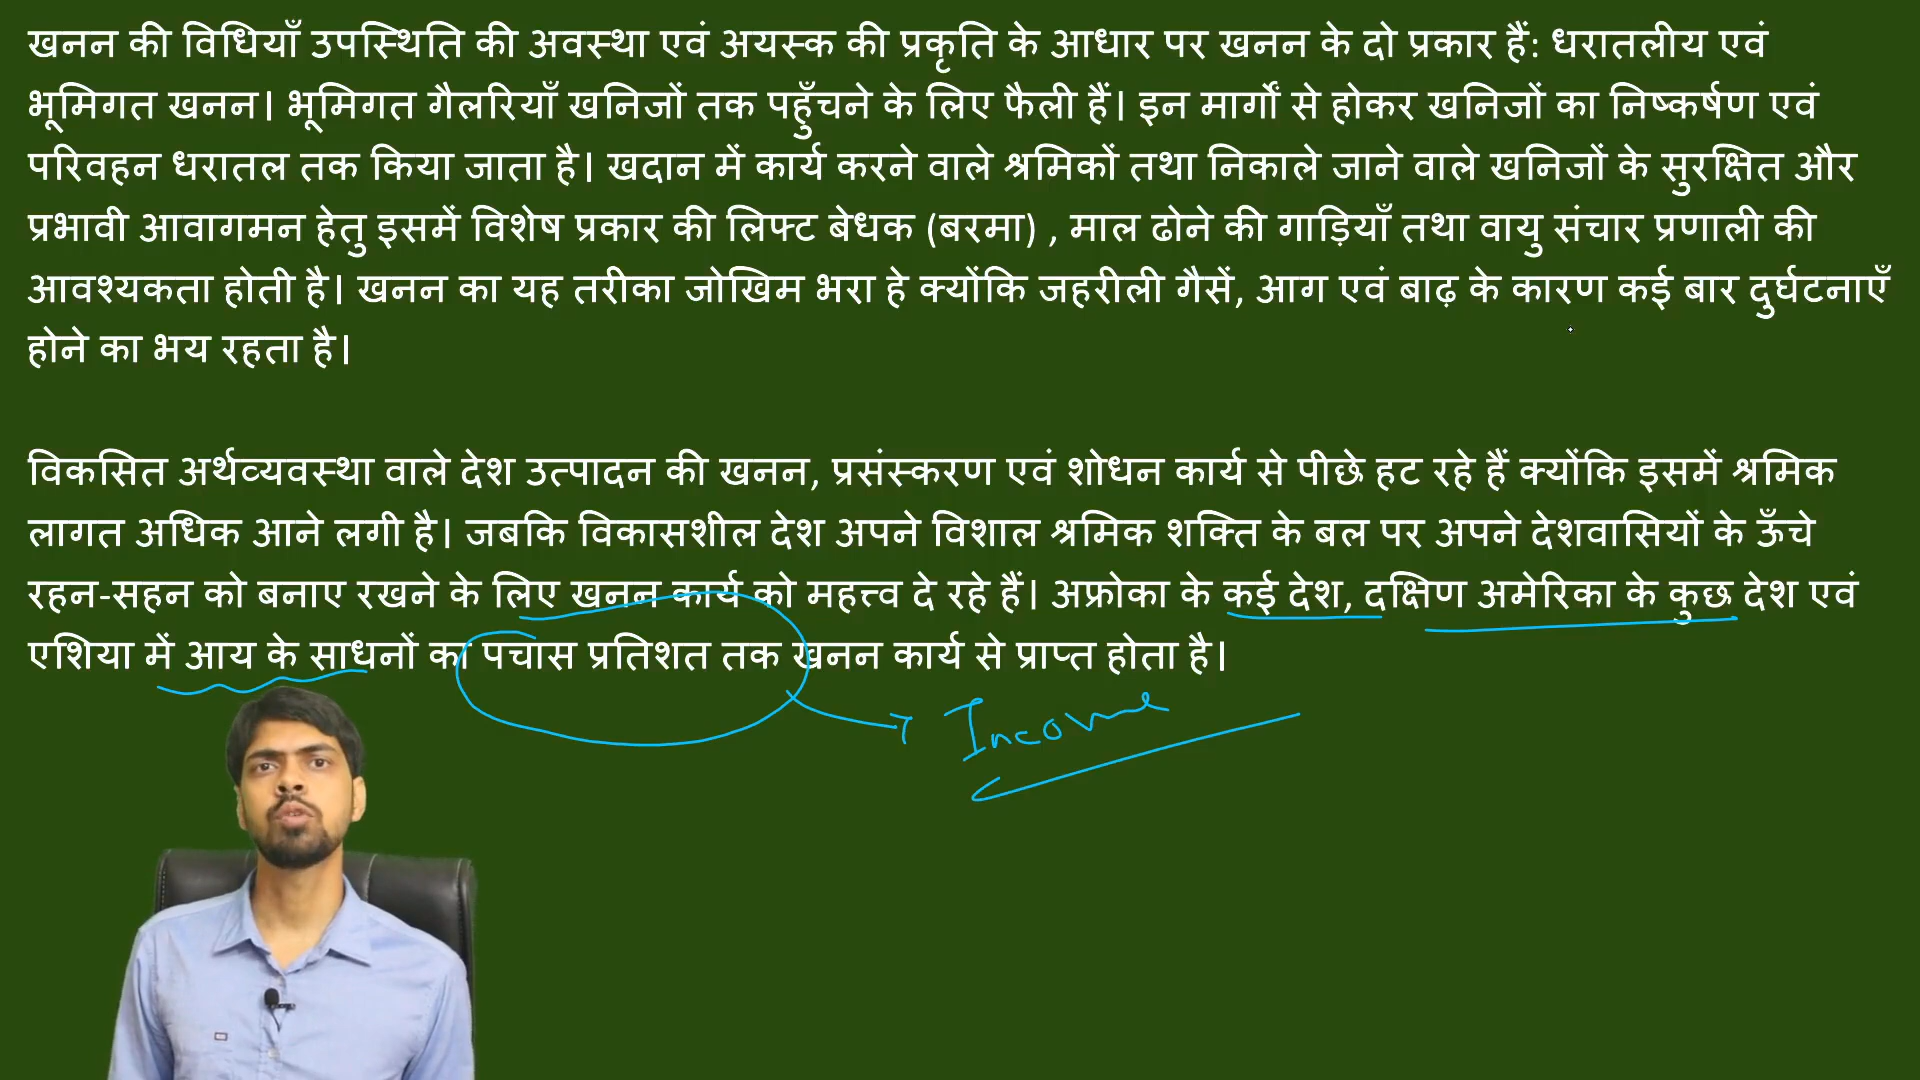 खनन की विधियाँ उपस्थिति की अवस्था एवं अयस्क की प्रकृति के आधार पर खनन के दो प्रकार हैं: धरातलीय एवं
भूमिगत खनन। भूमिगत गैलरियाँ खनिजों तक पहुँचने के लिए फैली हैं। इन मार्गों से होकर खनिजों का निष्कर्षण एवं
परिवहन धरातल तक किया जाता है। खदान में कार्य करने वाले श्रमिकों तथा निकाले जाने वाले खनिजों के सुरक्षित और
प्रभावी आवागमन हेतु इसमें विशेष प्रकार की लिफ्ट बेधक (बरमा) , माल ढोने की गाड़ियाँ तथा वायु संचार प्रणाली की
आवश्यकता होती है। खनन का यह तरीका जोखिम भरा हे क्योंकि जहरीली गैसें, आग एवं बाढ़ के कारण कई बार दुर्घटनाएँ
होने का भय रहता है।
विकसित अर्थव्यवस्था वाले देश उत्पादन की खनन, प्रसंस्करण एवं शोधन कार्य से पीछे हट रहे हैं क्योंकि इसमें श्रमिक
लागत अधिक आने लगी है। जबकि विकासशील देश अपने विशाल श्रमिक शक्ति के बल पर अपने देशवासियों के ऊँचे
रहन-सहन को बनाए रखने के लिए खनन कार्य को महत्त्व दे रहे हैं। अफ्रोका के कई देश, दक्षिण अमेरिका के कुछ देश एवं
एशिया में आय के साधनों का पचास प्रतिशत तक खनन कार्य से प्राप्त होता है।
Income